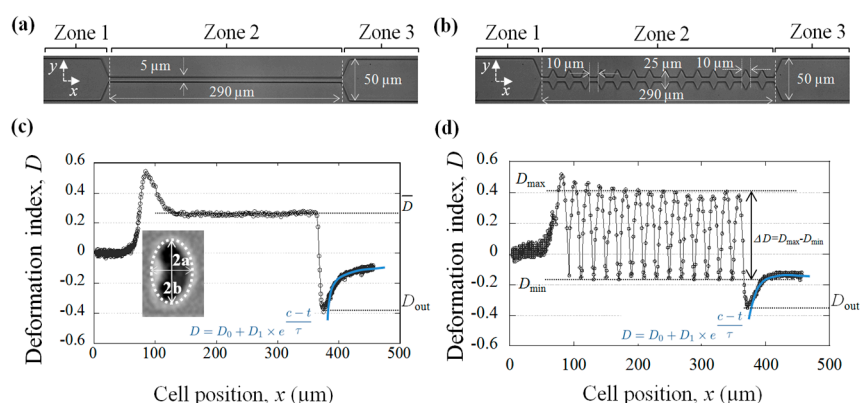 (a)
Zone 1 Zone 2 Zone 3
y
x
5 µm
290 µm
50 µm
(b)
Zone 1 Zone 2 Zone 3
y
x
10 µm 25 µm 10 µm
290 µm
50 µm
(c)
Deformation index, D
0.6
0.4
0.2
0.0
-0.2
-0.4
-0.6
D̅
2a
2b
Dout
D = D0 + D1 × e^(c−t)/τ
0 100 200 300 400 500
Cell position, x (µm)
(d)
Deformation index, D
0.6
0.4
0.2
0.0
-0.2
-0.4
-0.6
Dmax
ΔD=Dmax-Dmin
Dmin
Dout
D = D0 + D1 × e^(c−t)/τ
0 100 200 300 400 500
Cell position, x (µm)